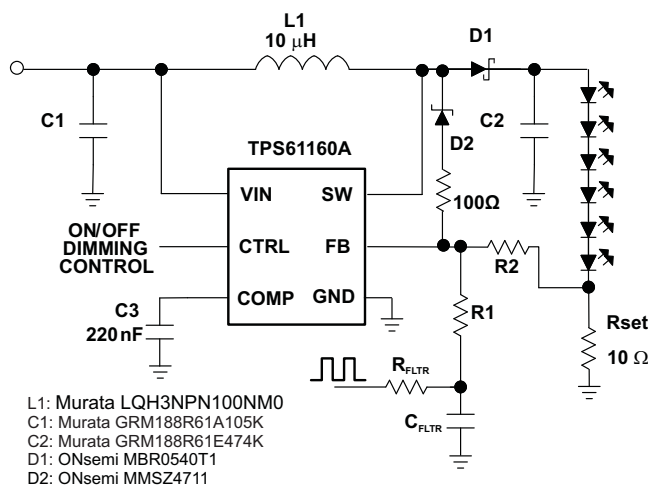 L1
10 μH
D1
C1
C2
D2
TPS61160A
VIN
SW
100Ω
ON/OFF
DIMMING
CONTROL
CTRL
FB
R2
COMP
GND
C3
220 nF
R1
Rset
10 Ω
RFLTR
CFLTR
L1: Murata LQH3NPN100NM0
C1: Murata GRM188R61A105K
C2: Murata GRM188R61E474K
D1: ONsemi MBR0540T1
D2: ONsemi MMSZ4711